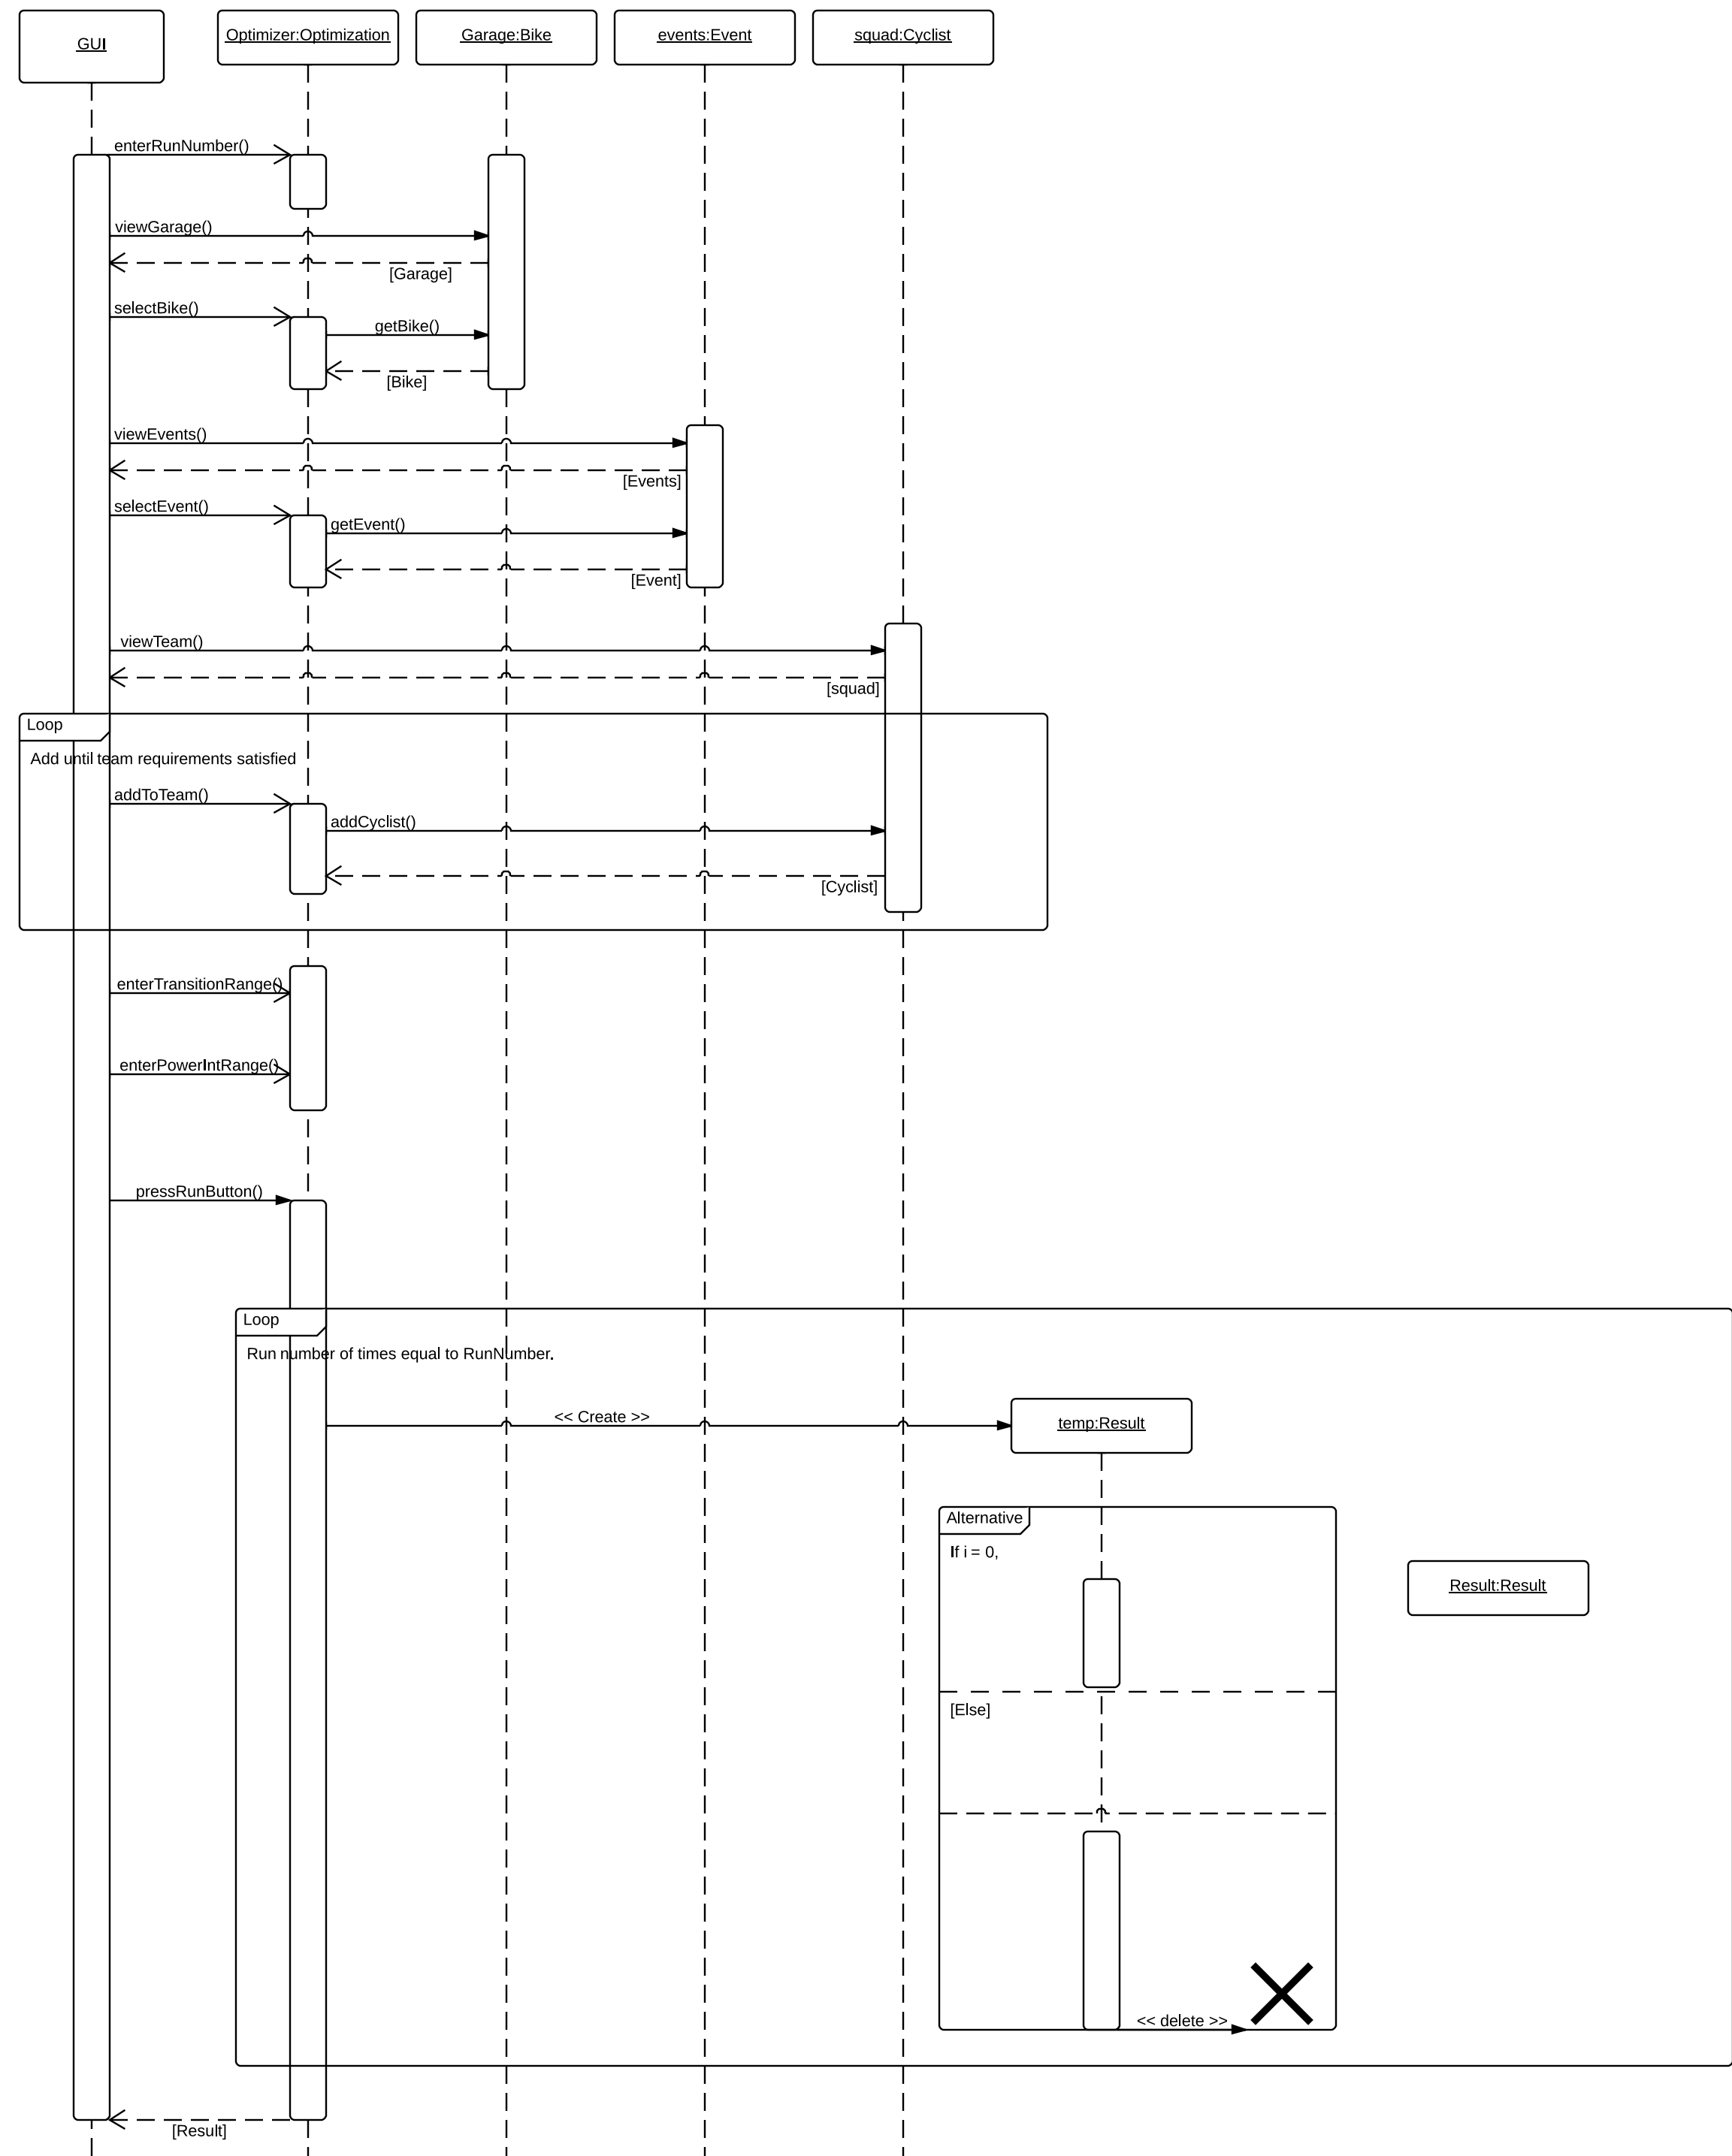 GUI
Optimizer:Optimization
Garage:Bike
events:Event
squad:Cyclist
enterRunNumber()
viewGarage()
[Garage]
selectBike()
getBike()
[Bike]
viewEvents()
[Events]
selectEvent()
getEvent()
[Event]
viewTeam()
[squad]
Loop
Add until team requirements satisfied
addToTeam()
addCyclist()
[Cyclist]
enterTransitionRange()
enterPowerIntRange()
pressRunButton()
Loop
Run number of times equal to RunNumber.
<< Create >>
temp:Result
Alternative
If i = 0,
Result:Result
[Else]
<< delete >>
[Result]